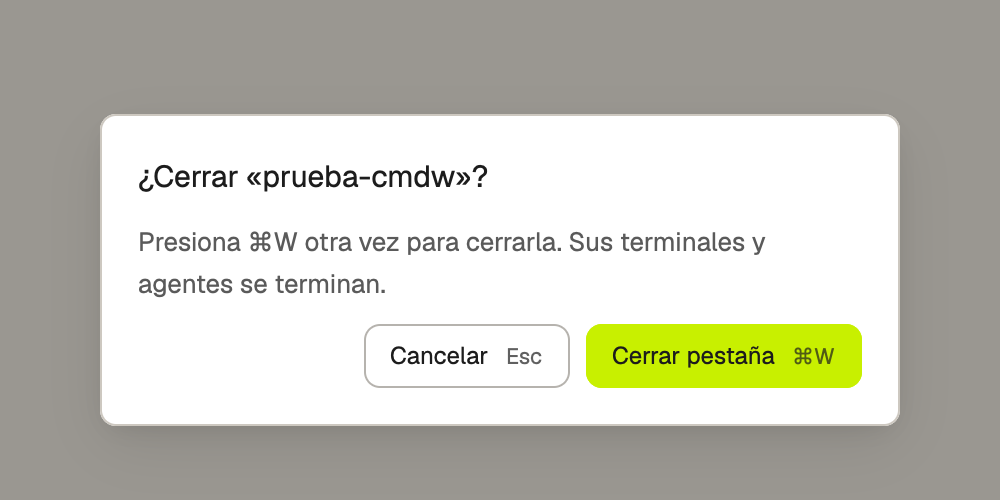 ¿Cerrar «prueba-cmdw»?
Presiona ⌘W otra vez para cerrarla. Sus terminales y
agentes se terminan.
Cancelar Esc Cerrar pestaña ⌘W